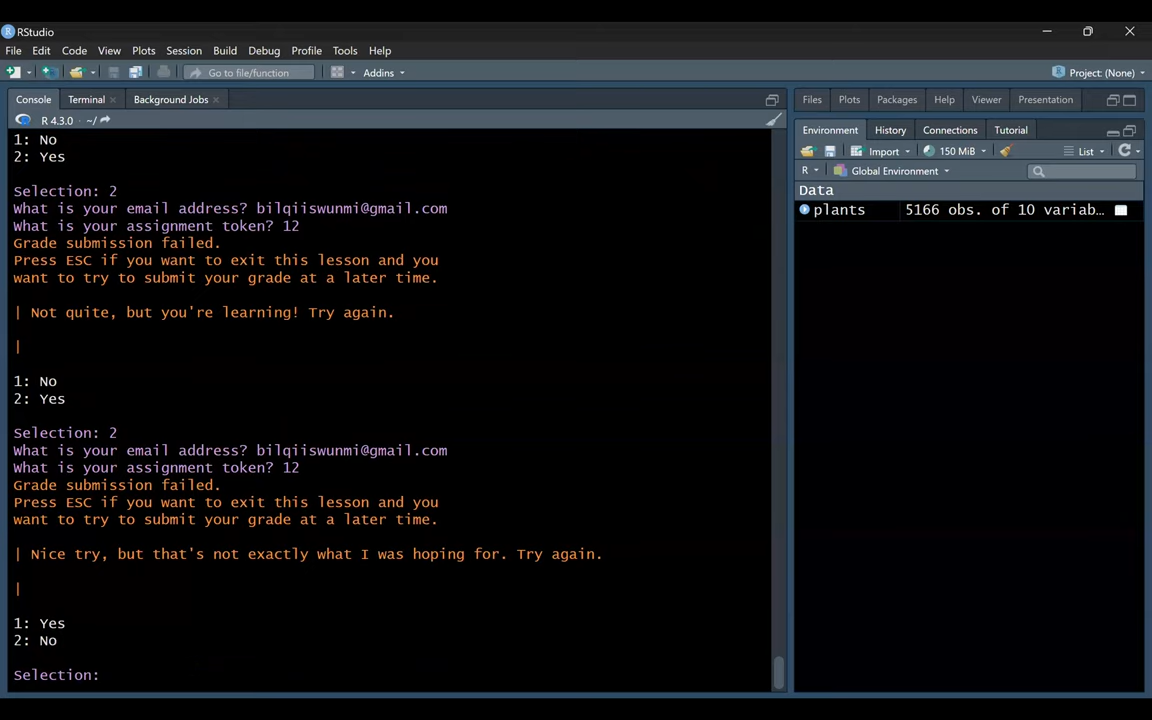 RStudio
File Edit Code View Plots Session Build Debug Profile Tools Help
Go to file/function Addins Project: (None)
Console Terminal Background Jobs
R 4.3.0 · ~/
1: No
2: Yes
Selection: 2
What is your email address? bilqiiswunmi@gmail.com
What is your assignment token? 12
Grade submission failed.
Press ESC if you want to exit this lesson and you
want to try to submit your grade at a later time.
| Not quite, but you're learning! Try again.
|
1: No
2: Yes
Selection: 2
What is your email address? bilqiiswunmi@gmail.com
What is your assignment token? 12
Grade submission failed.
Press ESC if you want to exit this lesson and you
want to try to submit your grade at a later time.
| Nice try, but that's not exactly what I was hoping for. Try again.
|
1: Yes
2: No
Selection:
Files Plots Packages Help Viewer Presentation
Environment History Connections Tutorial
Import 150 MiB List
R Global Environment
Data
plants 5166 obs. of 10 variab…